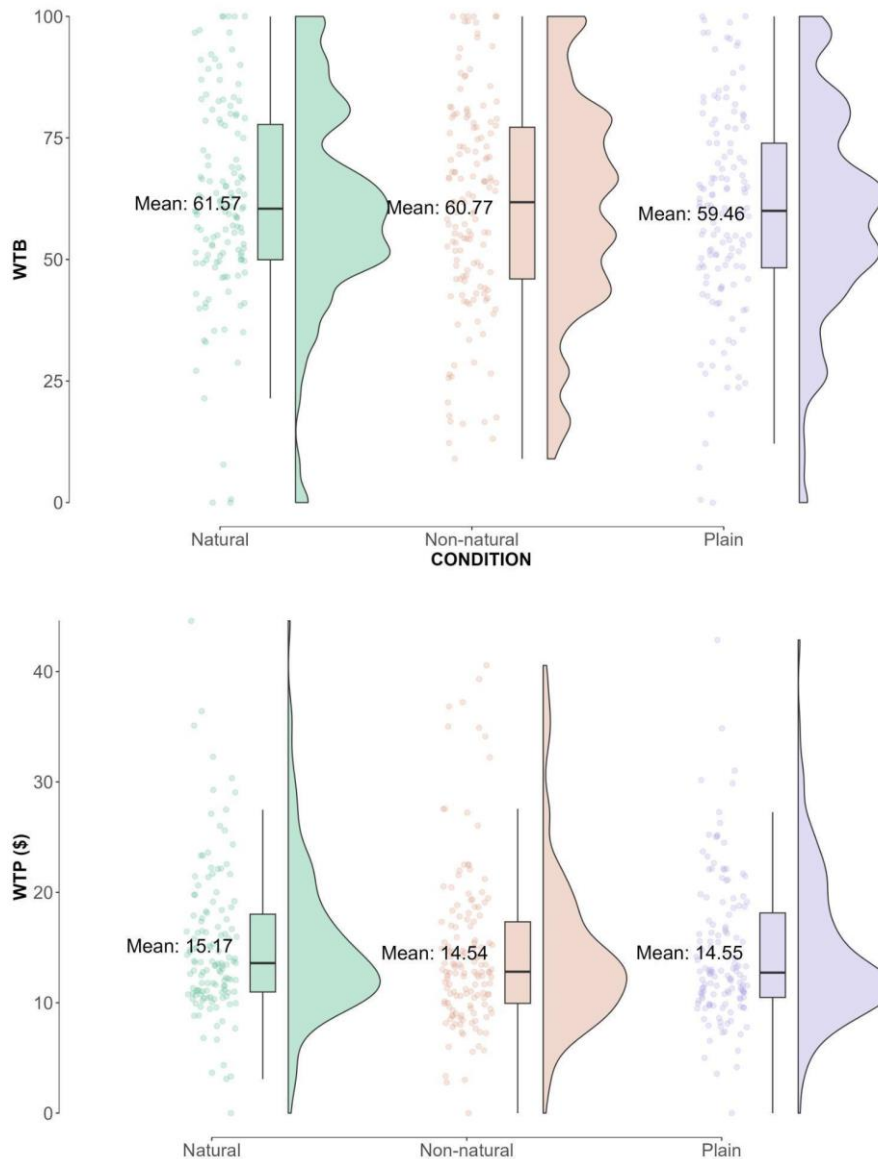 100
75
Mean: 61.57
Mean: 60.77
Mean: 59.46
WTB
50
25
0
Natural
Non-natural
Plain
CONDITION
40
30
WTP ($)
20
Mean: 15.17
Mean: 14.54
Mean: 14.55
10
0
Natural
Non-natural
Plain